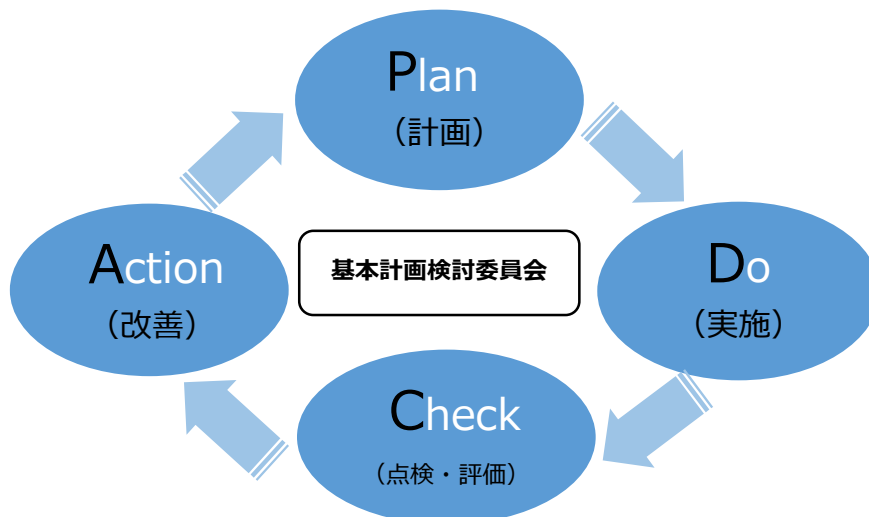 Plan
（計画）
Action
（改善）
基本計画検討委員会
Do
（実施）
Check
（点検・評価）